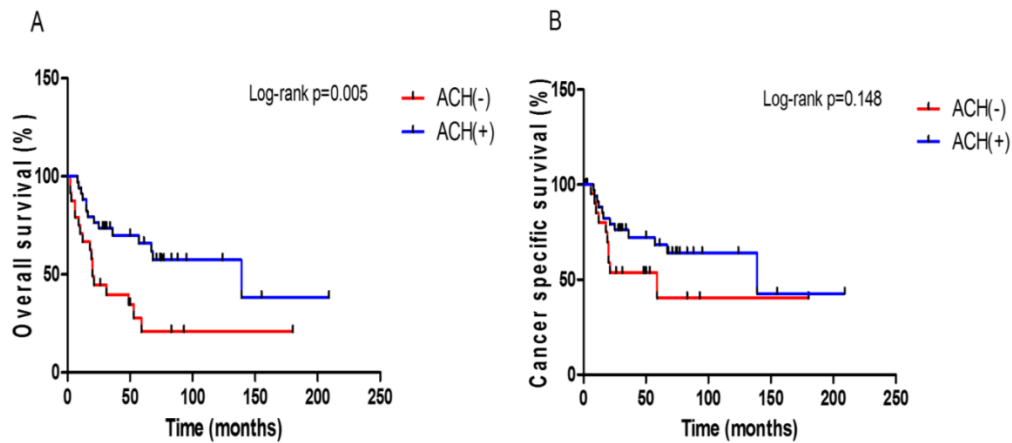 A
Overall survival (%)
150
100
50
0
0 50 100 150 200 250
Time (months)
Log-rank p=0.005
ACH(-)
ACH(+)
B
Cancer specific survival (%)
150
100
50
0
0 50 100 150 200 250
Time (months)
Log-rank p=0.148
ACH(-)
ACH(+)